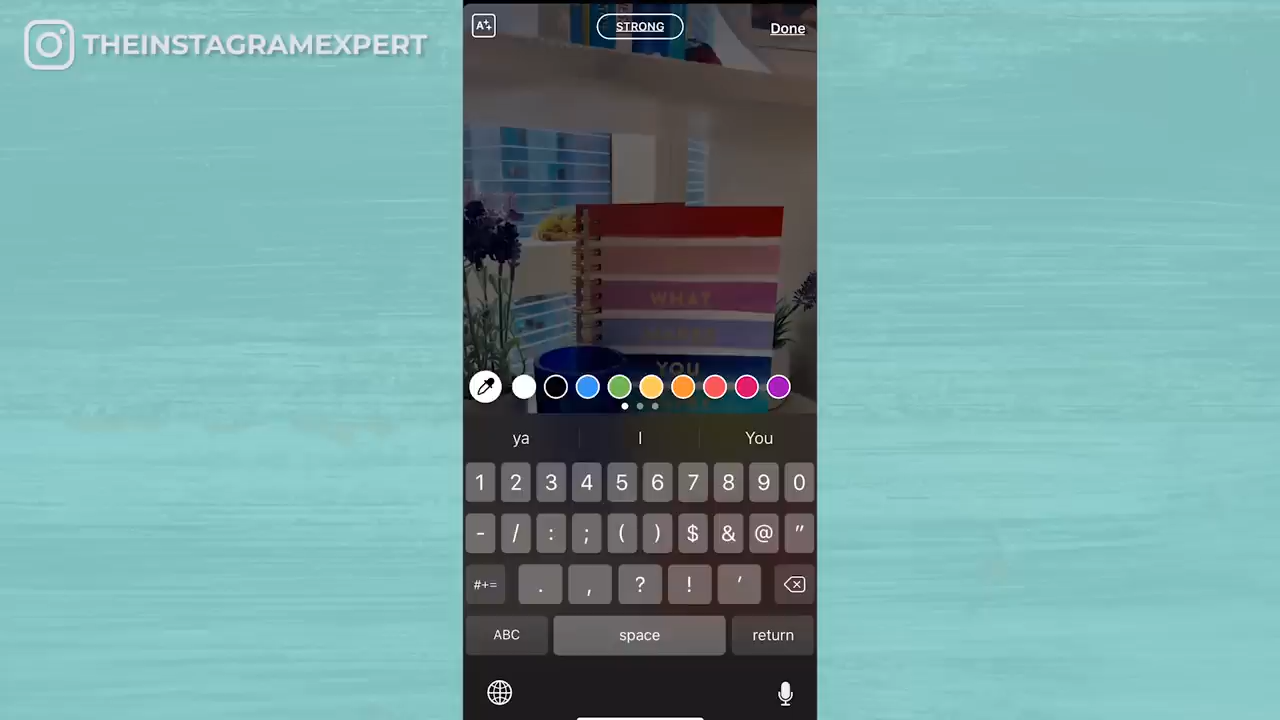 THEINSTAGRAMEXPERT
A
STRONG
Done
WHAT
YOU
ya I You
1 2 3 4 5 6 7 8 9 0
- / : ; ( ) $ & @ "
#+= . , ? ! '
ABC space return